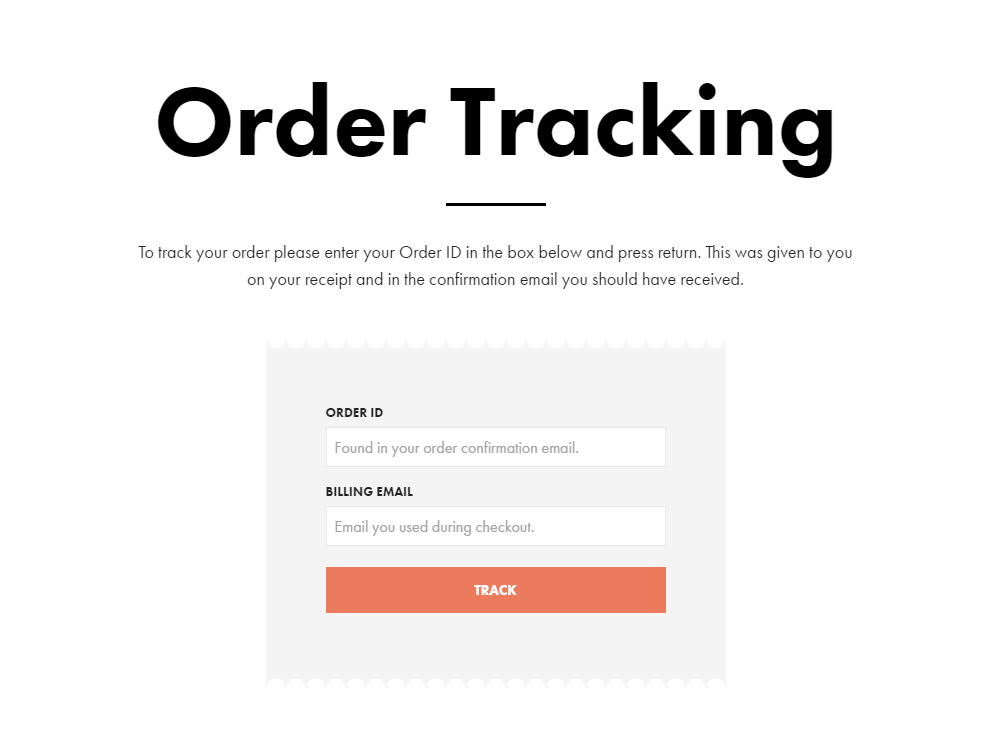 Order Tracking
To track your order please enter your Order ID in the box below and press return. This was given to you
on your receipt and in the confirmation email you should have received.
ORDER ID
Found in your order confirmation email.
BILLING EMAIL
Email you used during checkout.
TRACK